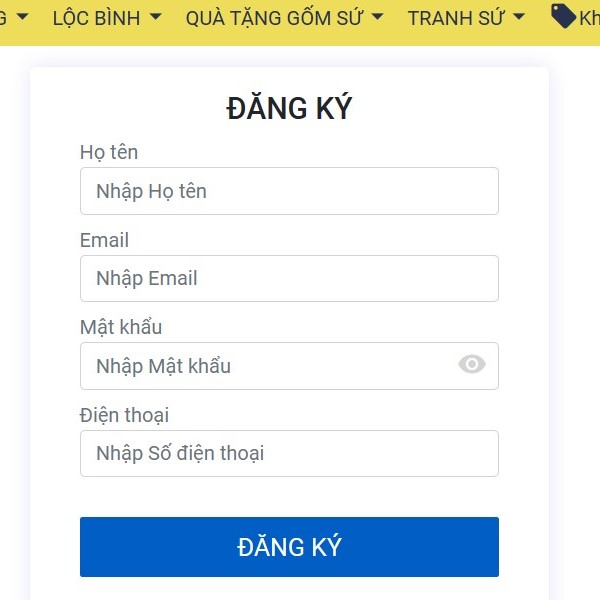 LỘC BÌNH QUÀ TẶNG GỐM SỨ TRANH SỨ
ĐĂNG KÝ
Họ tên
Nhập Họ tên
Email
Nhập Email
Mật khẩu
Nhập Mật khẩu
Điện thoại
Nhập Số điện thoại
ĐĂNG KÝ